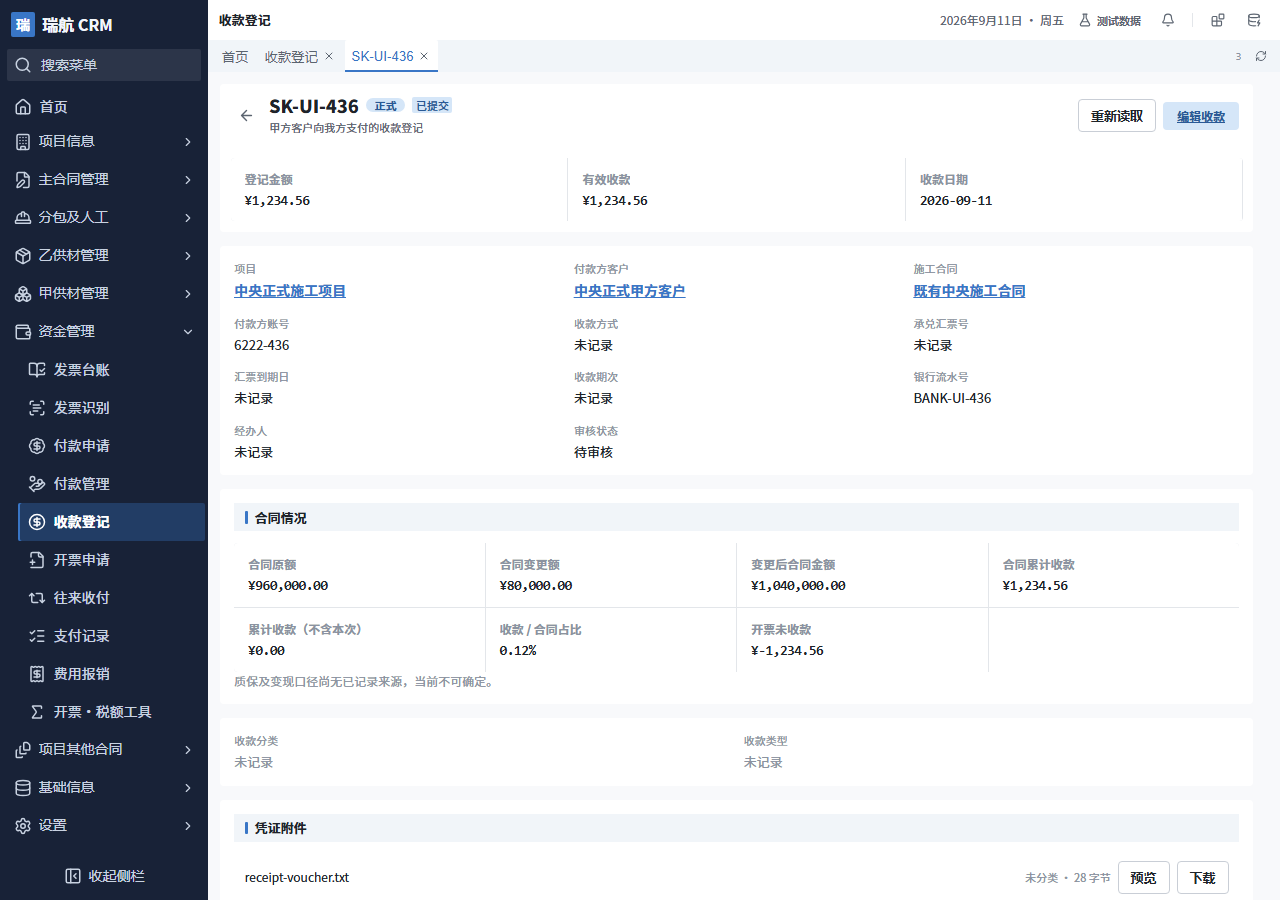 瑞 瑞航 CRM
搜索菜单
首页
项目信息
主合同管理
分包及人工
乙供材管理
甲供材管理
资金管理
发票台账
发票识别
付款申请
付款管理
收款登记
开票申请
往来收付
支付记录
费用报销
开票·税额工具
项目其他合同
基础信息
设置
收起侧栏
收款登记
2026年9月11日 · 周五 测试数据
首页 收款登记 × SK-UI-436 ×
3
SK-UI-436 正式 已提交
甲方客户向我方支付的收款登记
重新读取 编辑收款
登记金额 有效收款 收款日期
¥1,234.56 ¥1,234.56 2026-09-11
项目 付款方客户 施工合同
中央正式施工项目 中央正式甲方客户 既有中央施工合同
付款方账号 收款方式 承兑汇票号
6222-436 未记录 未记录
汇票到期日 收款期次 银行流水号
未记录 未记录 BANK-UI-436
经办人 审核状态
未记录 待审核
合同情况
合同原额 合同变更额 变更后合同金额 合同累计收款
¥960,000.00 ¥80,000.00 ¥1,040,000.00 ¥1,234.56
累计收款（不含本次） 收款 / 合同占比 开票未收款
¥0.00 0.12% ¥-1,234.56
质保及变现口径尚无已记录来源，当前不可确定。
收款分类 收款类型
未记录 未记录
凭证附件
receipt-voucher.txt 未分类 · 28 字节 预览 下载